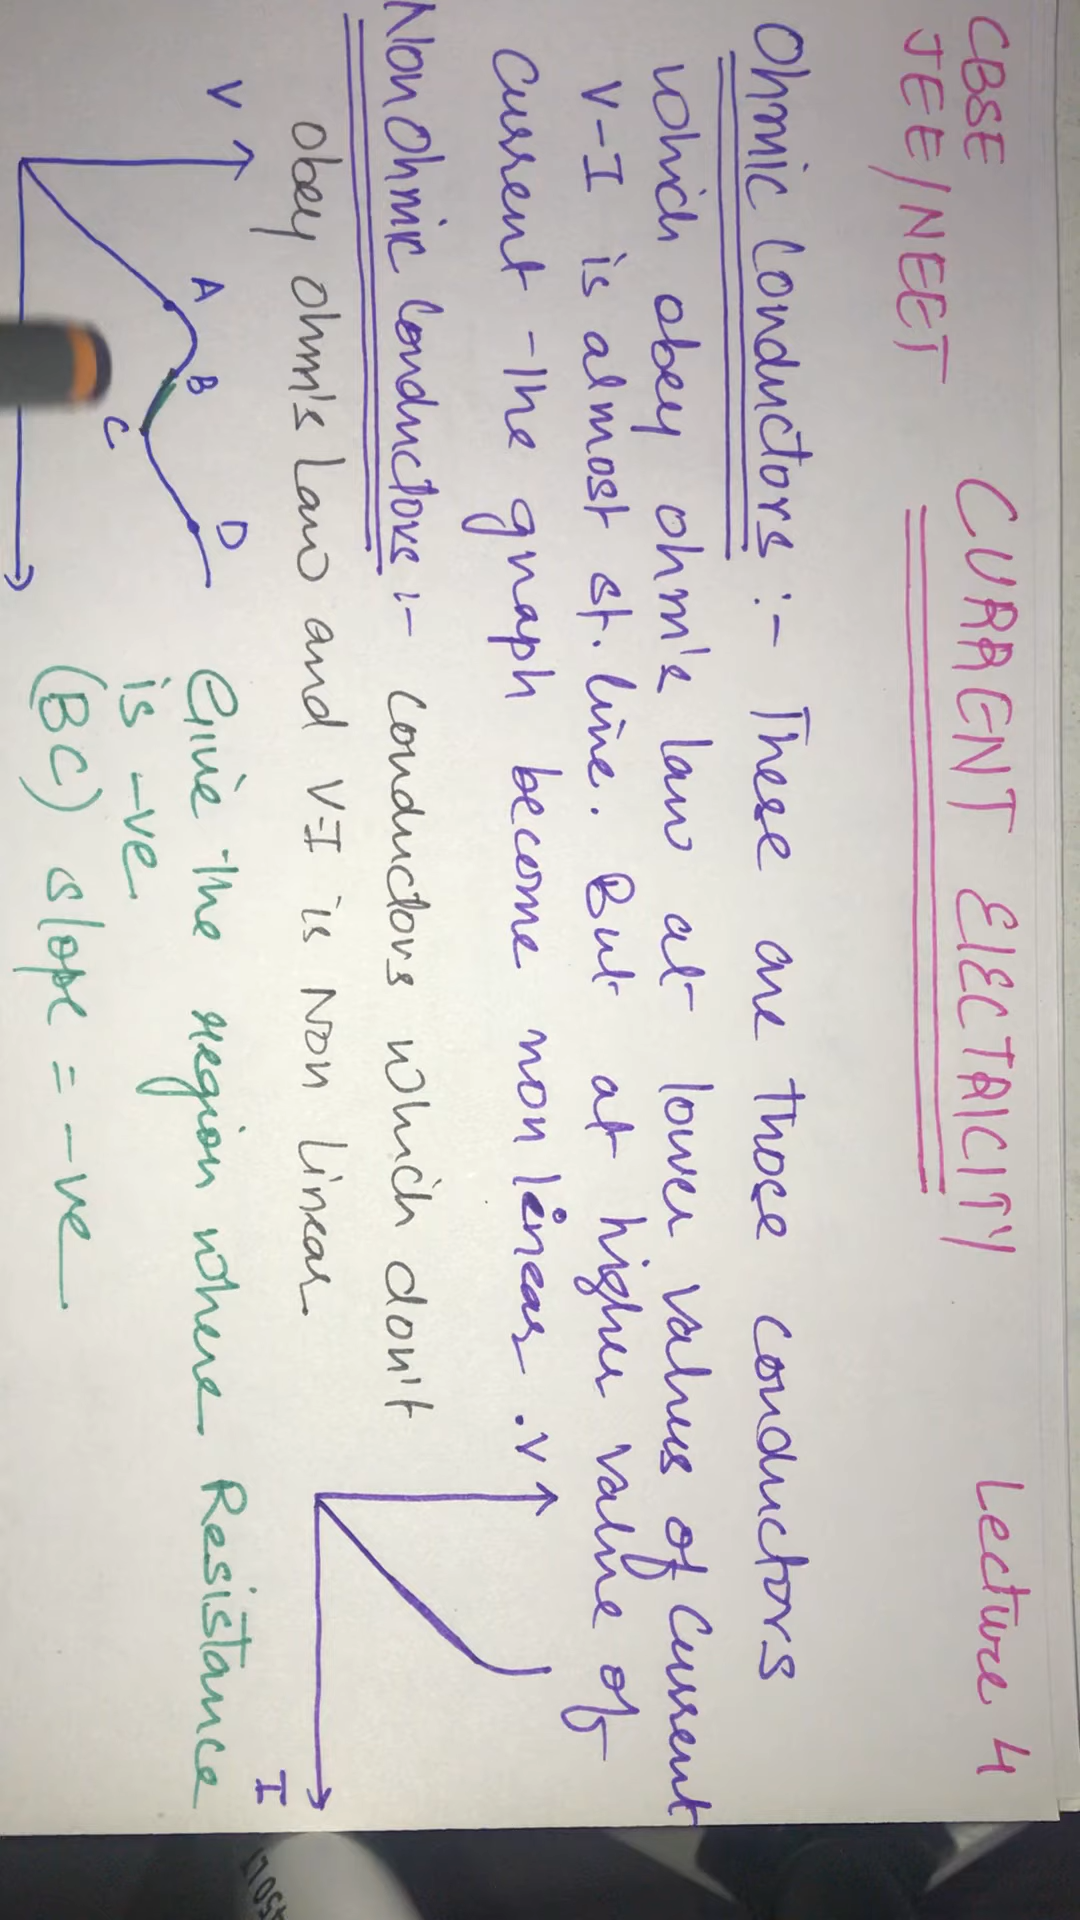 CBSE
JEE/NEET
CURRENT ElECTRICITY
Lecture 4
Ohmic Conductors :- These are those conductors
which obey ohm's law at lower values of current
V-I is almost st. line. But at higher value of
current the graph become non linear.
Non Ohmic Conductors :- Conductors which don't
obey ohm's Law and V-I is Non Linear.
V
I
V
A
B
C
D
Give the region where Resistance
is -ve
(BC) slope = -ve